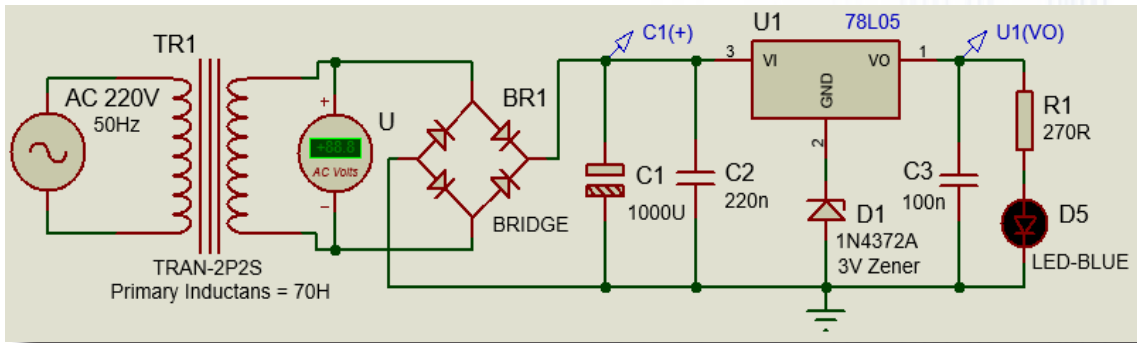 TR1
AC 220V
50Hz
TRAN-2P2S
Primary Inductans = 70H
+
+88.8
AC Volts
−
U
BR1
BRIDGE
C1(+)
C1
1000U
C2
220n
U1
78L05
3
VI
VO
1
GND
2
D1
1N4372A
3V Zener
U1(VO)
C3
100n
R1
270R
D5
LED-BLUE